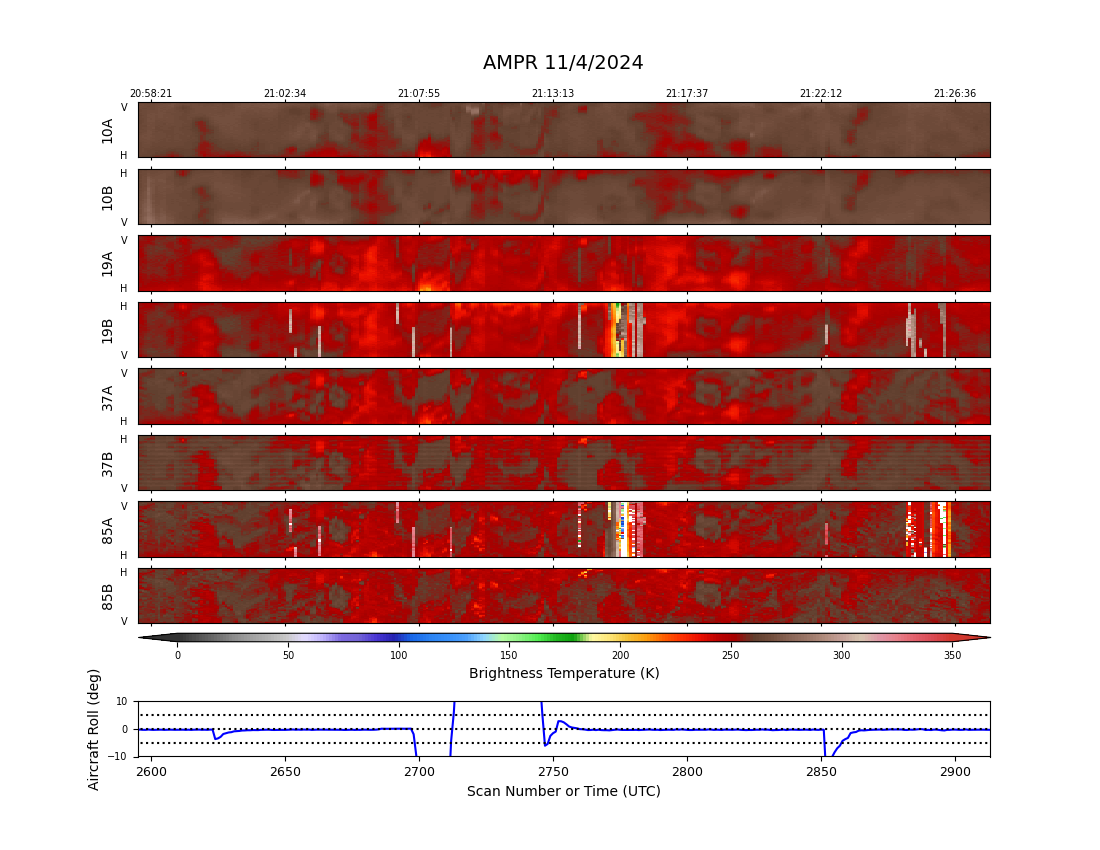 AMPR 11/4/2024
20:58:21 21:02:34 21:07:55 21:13:13 21:17:37 21:22:12 21:26:36
V
10A
H
H
10B
V
V
19A
H
H
19B
V
V
37A
H
H
37B
V
V
85A
H
H
85B
V
0 50 100 150 200 250 300 350
Brightness Temperature (K)
Aircraft Roll (deg)
10
0
−10
2600 2650 2700 2750 2800 2850 2900
Scan Number or Time (UTC)